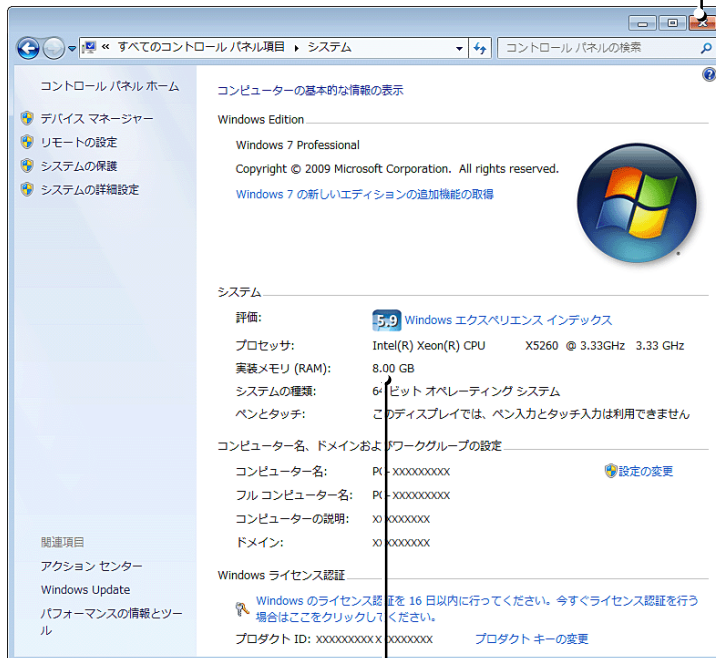 « すべてのコントロール パネル項目 ▸ システム
コントロール パネルの検索
コントロール パネル ホーム
デバイス マネージャー
リモートの設定
システムの保護
システムの詳細設定
関連項目
アクション センター
Windows Update
パフォーマンスの情報とツー
ル
コンピューターの基本的な情報の表示
Windows Edition
Windows 7 Professional
Copyright © 2009 Microsoft Corporation. All rights reserved.
Windows 7 の新しいエディションの追加機能の取得
システム
評価: 5.9 Windows エクスペリエンス インデックス
プロセッサ: Intel(R) Xeon(R) CPU X5260 @ 3.33GHz 3.33 GHz
実装メモリ (RAM): 8.00 GB
システムの種類: 64 ビット オペレーティング システム
ペンとタッチ: このディスプレイでは、ペン入力とタッチ入力は利用できません
コンピューター名、ドメインおよびワークグループの設定
コンピューター名: PC-XXXXXXXXX 設定の変更
フル コンピューター名: PC-XXXXXXXXX
コンピューターの説明: XXXXXXXX
ドメイン: XXXXXXXX
Windows ライセンス認証
Windows のライセンス認証を 16 日以内に行ってください。今すぐライセンス認証を行う
場合はここをクリックしてください。
プロダクト ID: XXXXXXXXXXXXXXXXX プロダクト キーの変更